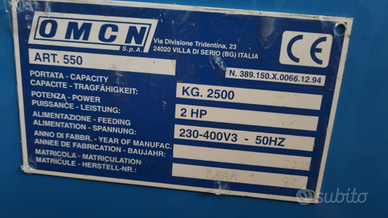 OMCN
S.p.A.
Via Divisione Tridentina, 23
24020 VILLA DI SERIO (BG) ITALIA
CE
ART. 550
N. 389.150.X.0066.12.94
PORTATA - CAPACITY
CAPACITE - TRAGFÄHIGKEIT:
KG. 2500
POTENZA - POWER
PUISSANCE - LEISTUNG:
2 HP
ALIMENTAZIONE - FEEDING
ALIMENTATION - SPANNUNG:
230-400V3 - 50HZ
ANNO DI FABBR. - YEAR OF MANUFAC.
ANNEE DE FABRICATION - BAUJAHR:
MATRICOLA - MATRICULATION
MATRICULE - HERSTELL-NR.:
subito